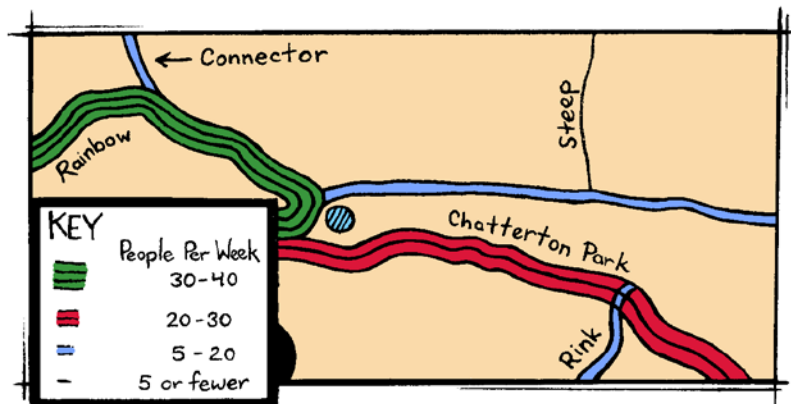 Connector
Steep
Rainbow
Chatterton Park
Rink
KEY
People Per Week
30-40
20-30
5-20
5 or fewer